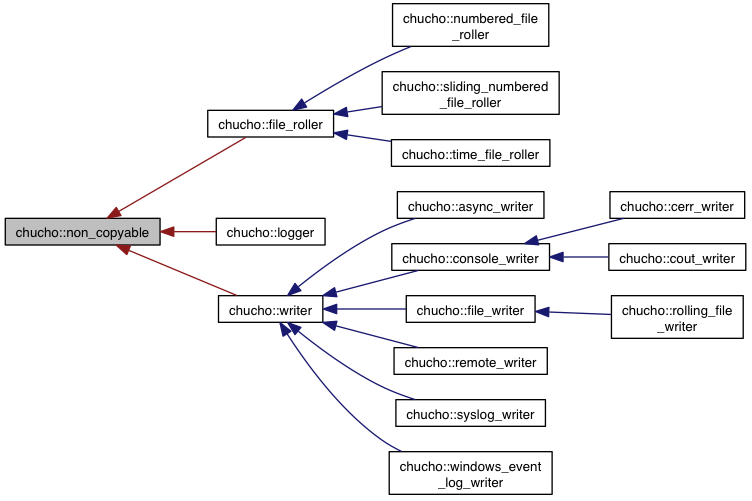 chucho::numbered_file
_roller
chucho::sliding_numbered
_file_roller
chucho::file_roller
chucho::time_file_roller
chucho::async_writer
chucho::cerr_writer
chucho::non_copyable
chucho::logger
chucho::console_writer
chucho::cout_writer
chucho::writer
chucho::file_writer
chucho::rolling_file
_writer
chucho::remote_writer
chucho::syslog_writer
chucho::windows_event
_log_writer